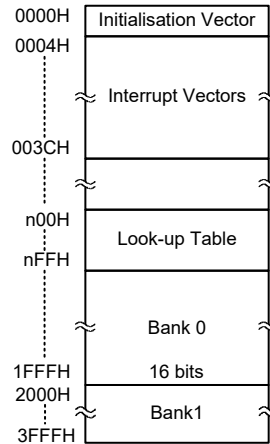 0000H Initialisation Vector
0004H
Interrupt Vectors
003CH
n00H
Look-up Table
nFFH
Bank 0
1FFFH 16 bits
2000H
Bank1
3FFFH